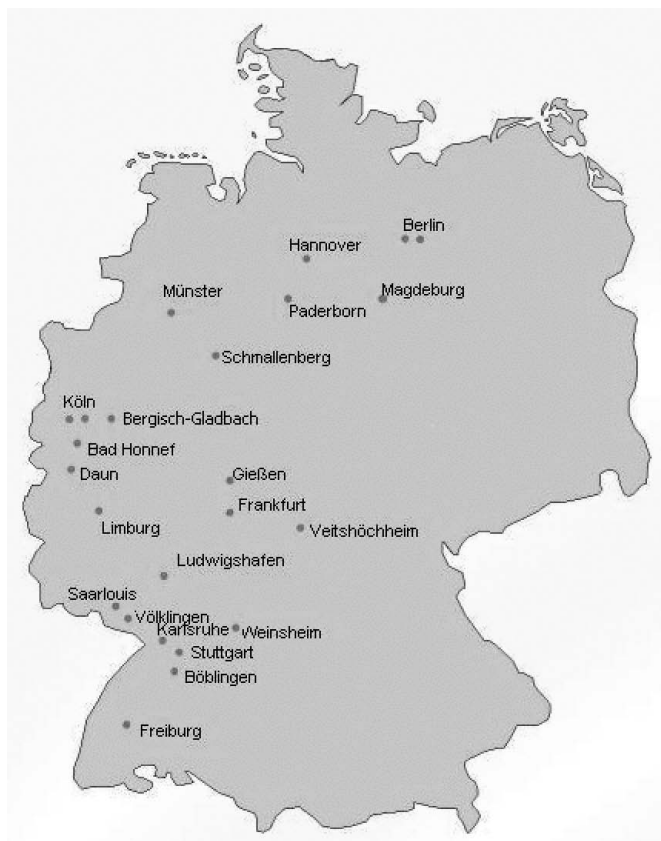 Berlin
Hannover
Magdeburg
Münster
Paderborn
Schmallenberg
Köln
Bergisch-Gladbach
Bad Honnef
Daun
Gießen
Frankfurt
Limburg
Veitshöchheim
Ludwigshafen
Saarlouis
Völklingen
Karlsruhe
Weinsheim
Stuttgart
Böblingen
Freiburg